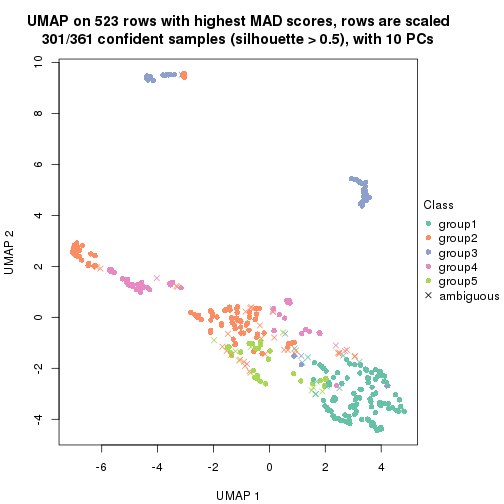 UMAP on 523 rows with highest MAD scores, rows are scaled
301/361 confident samples (silhouette > 0.5), with 10 PCs
10
8
6
4
2
0
-2
-4
UMAP 2
-6
-4
-2
0
2
4
UMAP 1
Class
group1
group2
group3
group4
group5
ambiguous